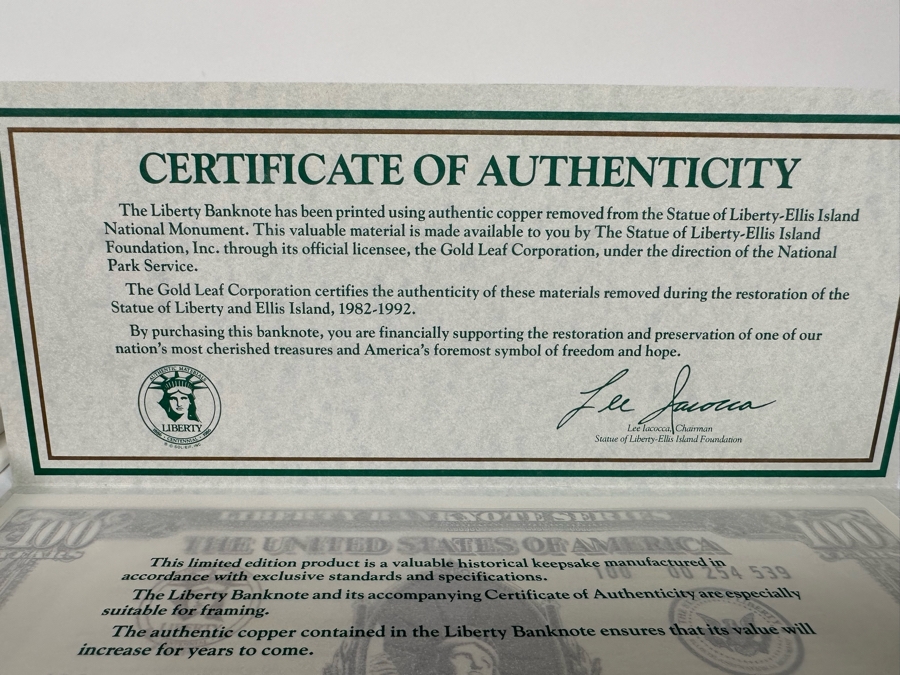 CERTIFICATE OF AUTHENTICITY
The Liberty Banknote has been printed using authentic copper removed from the Statue of Liberty-Ellis Island
National Monument. This valuable material is made available to you by The Statue of Liberty-Ellis Island
Foundation, Inc. through its official licensee, the Gold Leaf Corporation, under the direction of the National
Park Service.
The Gold Leaf Corporation certifies the authenticity of these materials removed during the restoration of the
Statue of Liberty and Ellis Island, 1982-1992.
By purchasing this banknote, you are financially supporting the restoration and preservation of one of our
nation's most cherished treasures and America's foremost symbol of freedom and hope.
AUTHENTIC MATERIALS
LIBERTY
CENTENNIAL
Lee Iacocca
Lee Iacocca, Chairman
Statue of Liberty-Ellis Island Foundation
100 LIBERTY BANKNOTE SERIES 100
YEARS THE UNITED STATES OF AMERICA
This limited edition product is a valuable historical keepsake manufactured in
accordance with exclusive standards and specifications.
100 00 254 539
The Liberty Banknote and its accompanying Certificate of Authenticity are especially
suitable for framing.
The authentic copper contained in the Liberty Banknote ensures that its value will
increase for years to come.